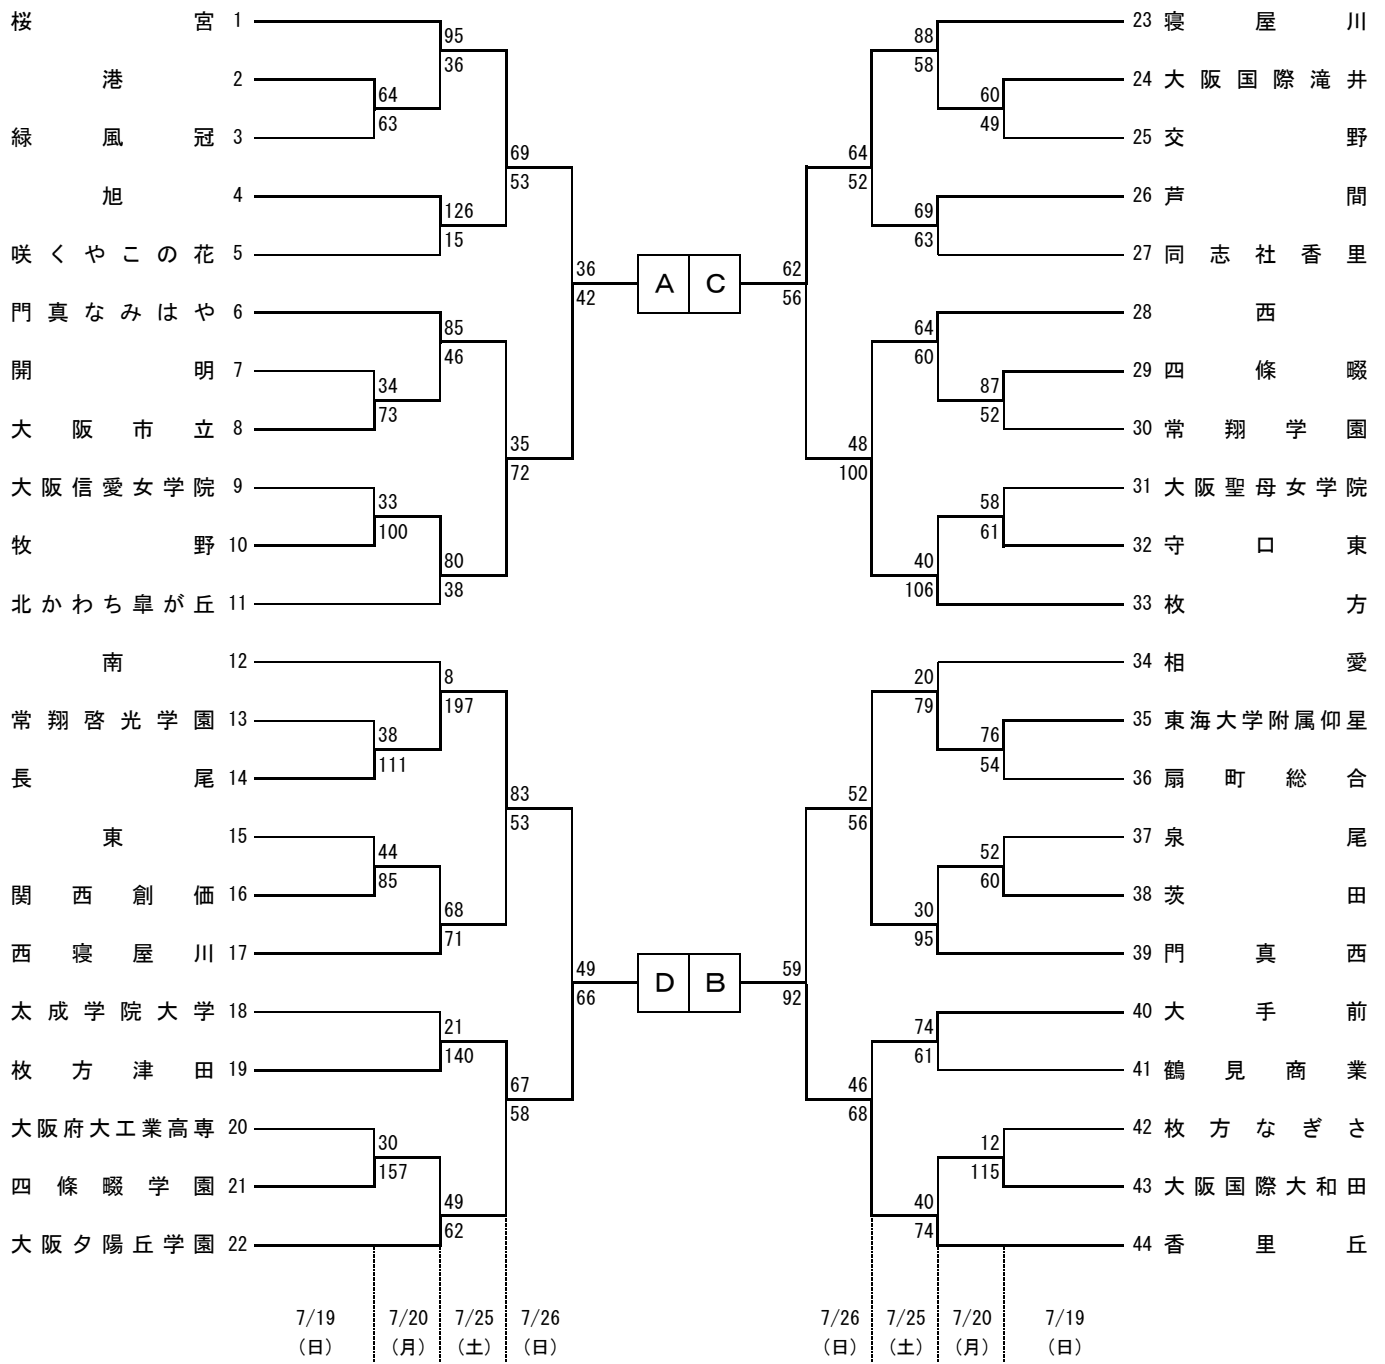 桜宮 1
95
36
港 2
64
63
緑風冠 3
69
53
旭 4
126
15
咲くやこの花 5
36
42
門真なみはや 6
85
46
開明 7
34
73
大阪市立 8
35
72
大阪信愛女学院 9
33
100
牧野 10
80
38
北かわち皐が丘 11
南 12
8
197
常翔啓光学園 13
38
111
長尾 14
83
53
東 15
44
85
関西創価 16
68
71
西寝屋川 17
49
66
太成学院大学 18
21
140
枚方津田 19
67
58
大阪府大工業高専 20
30
157
四條畷学園 21
49
62
大阪夕陽丘学園 22
A C
D B
23 寝屋川
88
58
24 大阪国際滝井
60
49
25 交野
64
52
26 芦間
69
63
27 同志社香里
62
56
28 西
64
60
29 四條畷
87
52
30 常翔学園
48
100
31 大阪聖母女学院
58
61
32 守口東
40
106
33 枚方
34 相愛
20
79
35 東海大学附属仰星
76
54
36 扇町総合
52
56
37 泉尾
52
60
38 茨田
30
95
39 門真西
59
92
40 大手前
74
61
41 鶴見商業
46
68
42 枚方なぎさ
12
115
43 大阪国際大和田
40
74
44 香里丘
7/19 7/20 7/25 7/26 7/26 7/25 7/20 7/19
（日） （月） （土） （日） （日） （土） （月） （日）